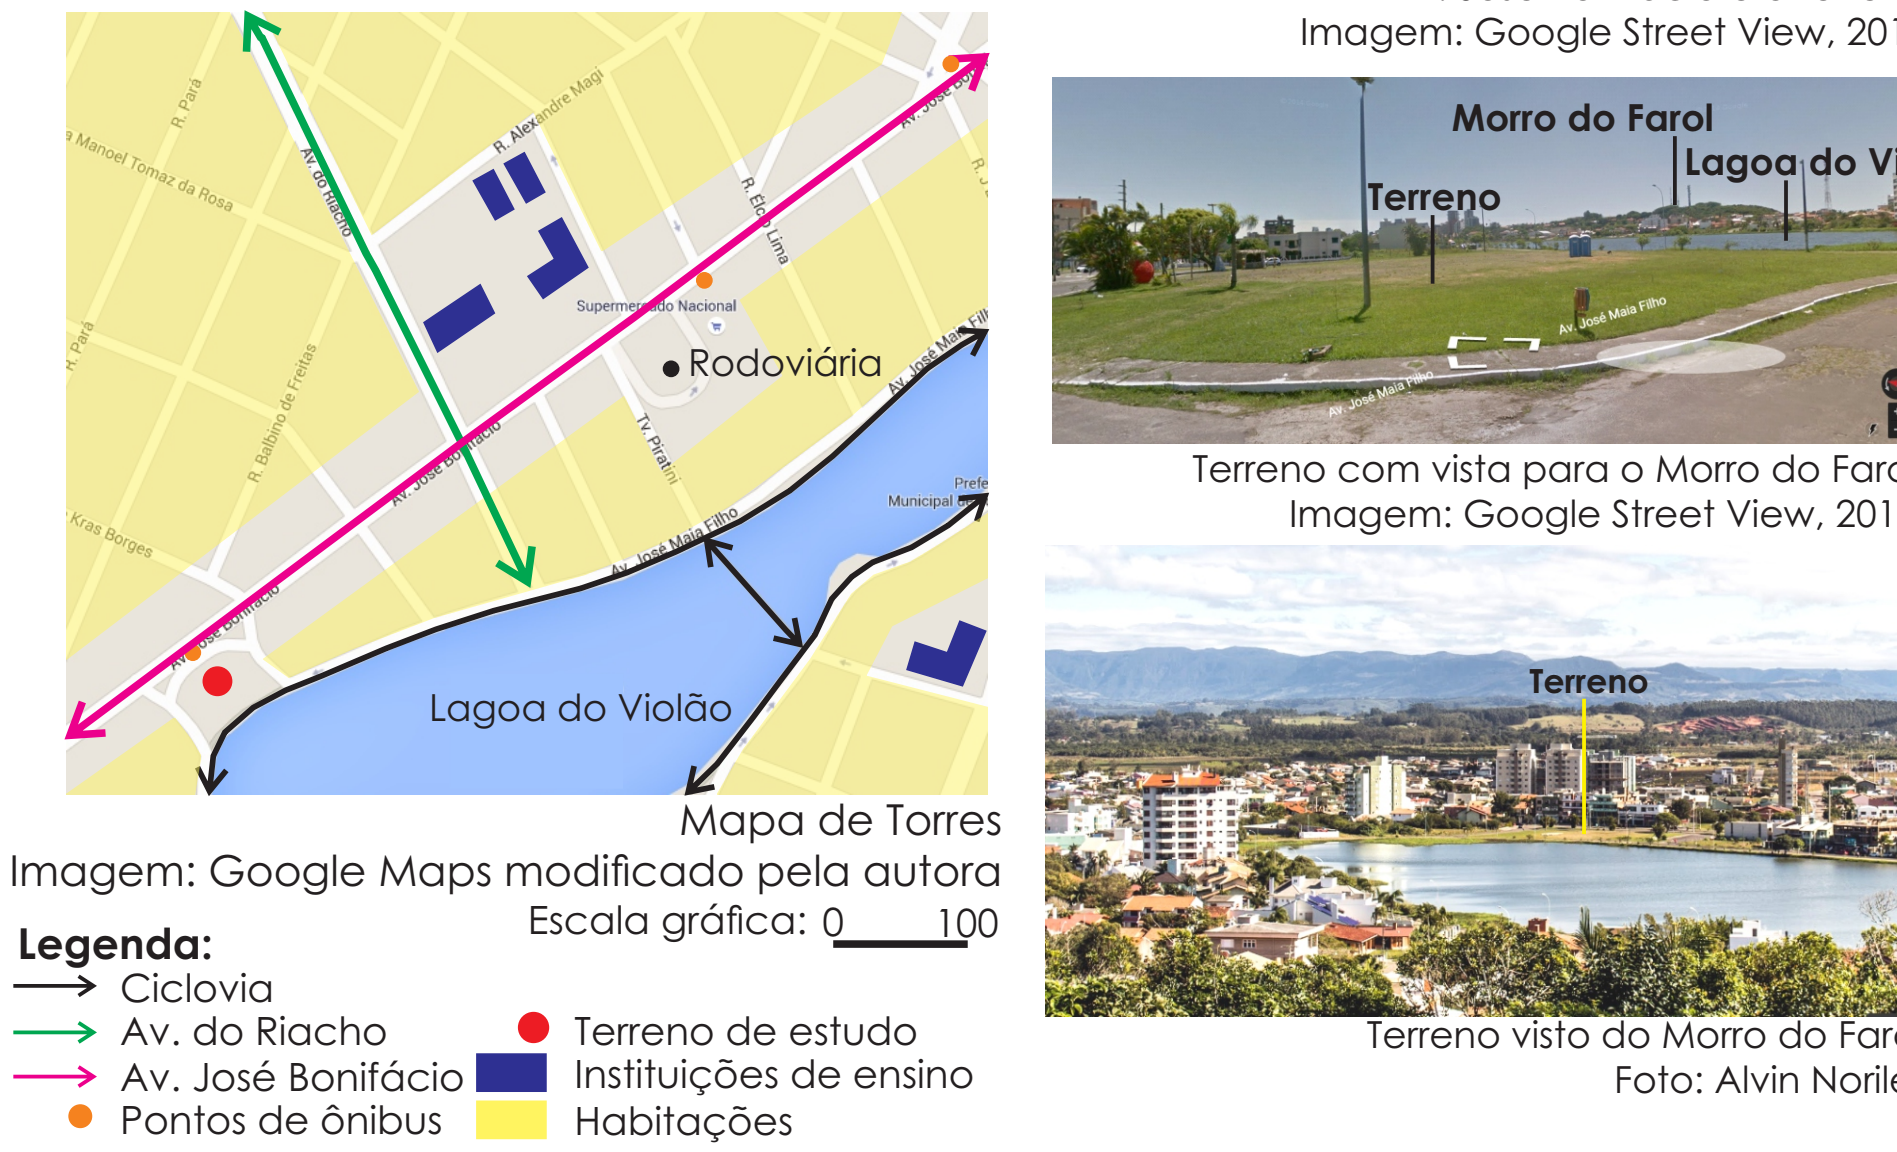 R. Pará
Manoel Tomaz da Rosa
Av. do Riacho
R. Alexandre Magi
R. Élcio Lima
Supermercado Nacional
Rodoviária
R. Pará
R. Balbino de Freitas
Av. José Bonifácio
Tv. Piratini
Av. José Maia Filho
Kras Borges
Av. José Maia Filho
Municipal de
Av. José Bonifácio
Lagoa do Violão
Mapa de Torres
Imagem: Google Maps modificado pela autora
Escala gráfica: 0 100
Legenda:
Ciclovia
Av. do Riacho
Av. José Bonifácio
Pontos de ônibus
Terreno de estudo
Instituições de ensino
Habitações
Imagem: Google Street View, 201
Morro do Farol
Lagoa do Vi
Terreno
Av. José Maia Filho
Av. José Maia Filho
Terreno com vista para o Morro do Faro
Imagem: Google Street View, 201
Terreno
Terreno visto do Morro do Faro
Foto: Alvin Norile